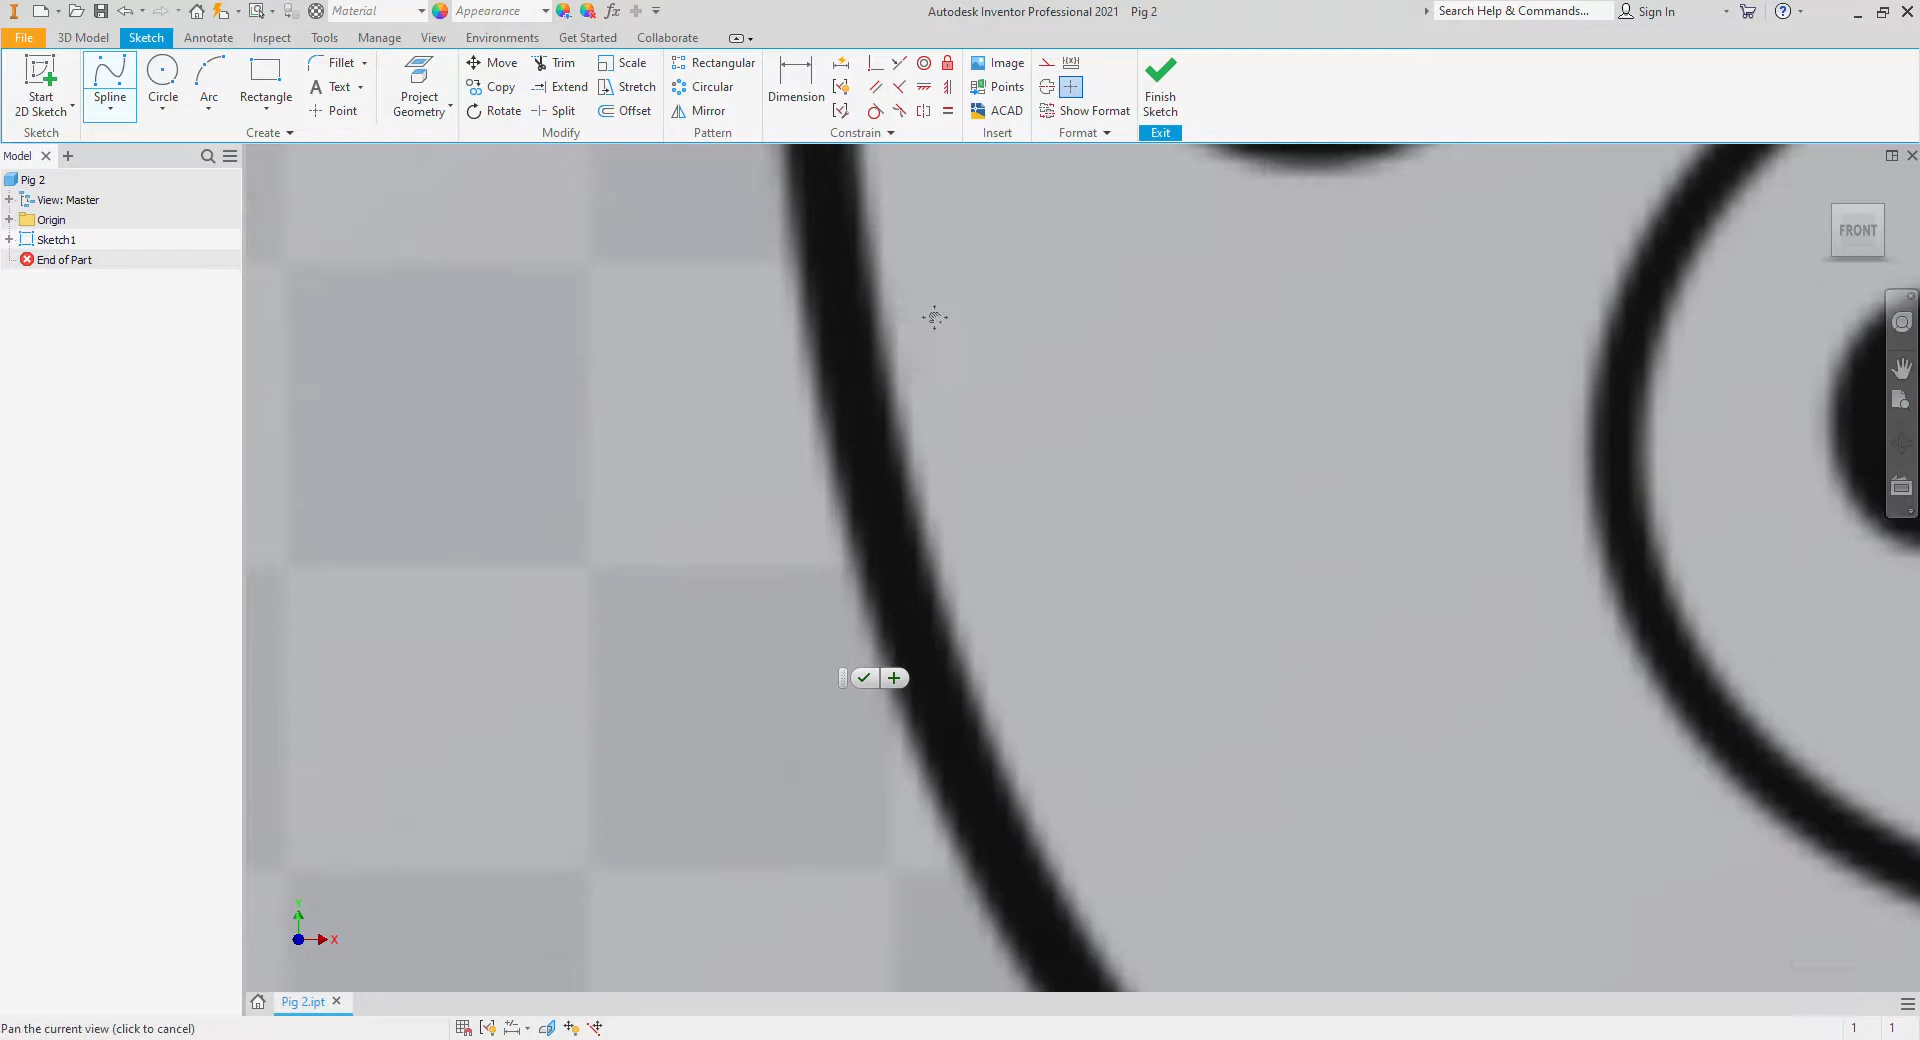 Material Appearance fx Autodesk Inventor Professional 2021 Pig 2 Search Help & Commands... Sign In
File 3D Model Sketch Annotate Inspect Tools Manage View Environments Get Started Collaborate
Start 2D Sketch
Spline
Circle
Arc
Rectangle
Fillet
Text
Point
Project Geometry
Move Trim Scale
Copy Extend Stretch
Rotate Split Offset
Rectangular
Circular
Mirror
Dimension
Image
Points
ACAD
Show Format
Finish Sketch
Sketch Create Modify Pattern Constrain Insert Format Exit
Model
Pig 2
View: Master
Origin
Sketch1
End of Part
FRONT
Y
X
Pig 2.ipt
Pan the current view (click to cancel) 1 1